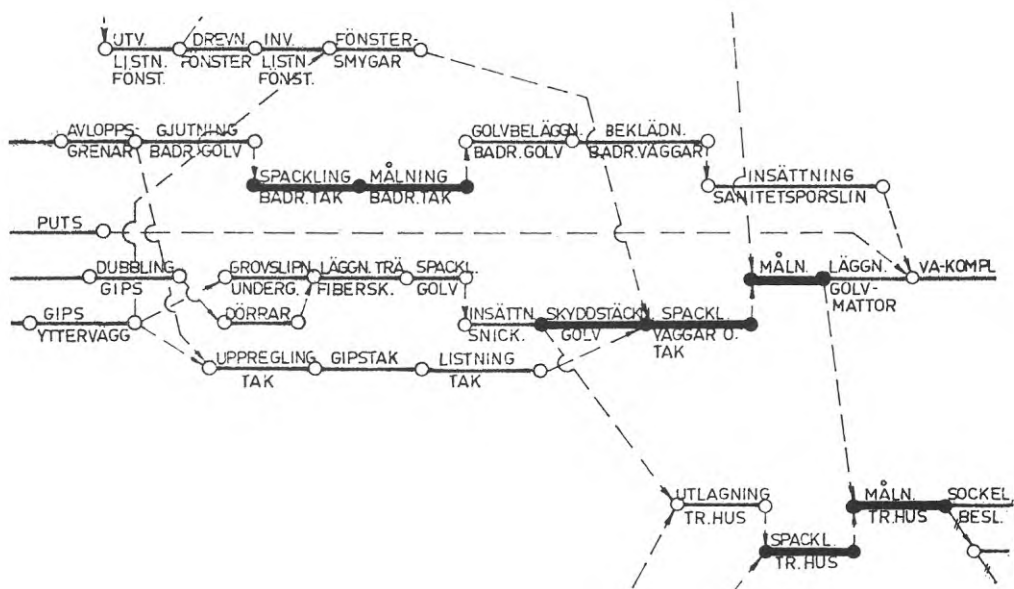 UTV. DREVN. INV. FÖNSTER-
LISTN. FÖNSTER LISTN. SMYGAR
FÖNST. FÖNST.
AVLOPPS- GJUTNING GOLVBELÄGGN. BEKLÄDN.
GRENAR BADR.GOLV BADR.GOLV BADR.VÄGGAR
SPACKLING MÅLNING INSÄTTNING
BADR.TAK BADR.TAK SANITETSPORSLIN
PUTS
DUBBLING GROVSLIPN. LÄGGN. TRÄ SPACKL. MÅLN. LÄGGN. VA-KOMPL
GIPS UNDERG. FIBERSK. GOLV GOLV-
MATTOR
GIPS DÖRRAR INSÄTTN. SKYDDSTÄCK. SPACKL.
YTTERVÄGG SNICK. GOLV VÄGGAR O.
TAK
UPPREGLING GIPSTAK LISTNING
TAK TAK
UTLAGNING MÅLN. SOCKEL
TR.HUS TR.HUS BESL.
SPACKL.
TR.HUS